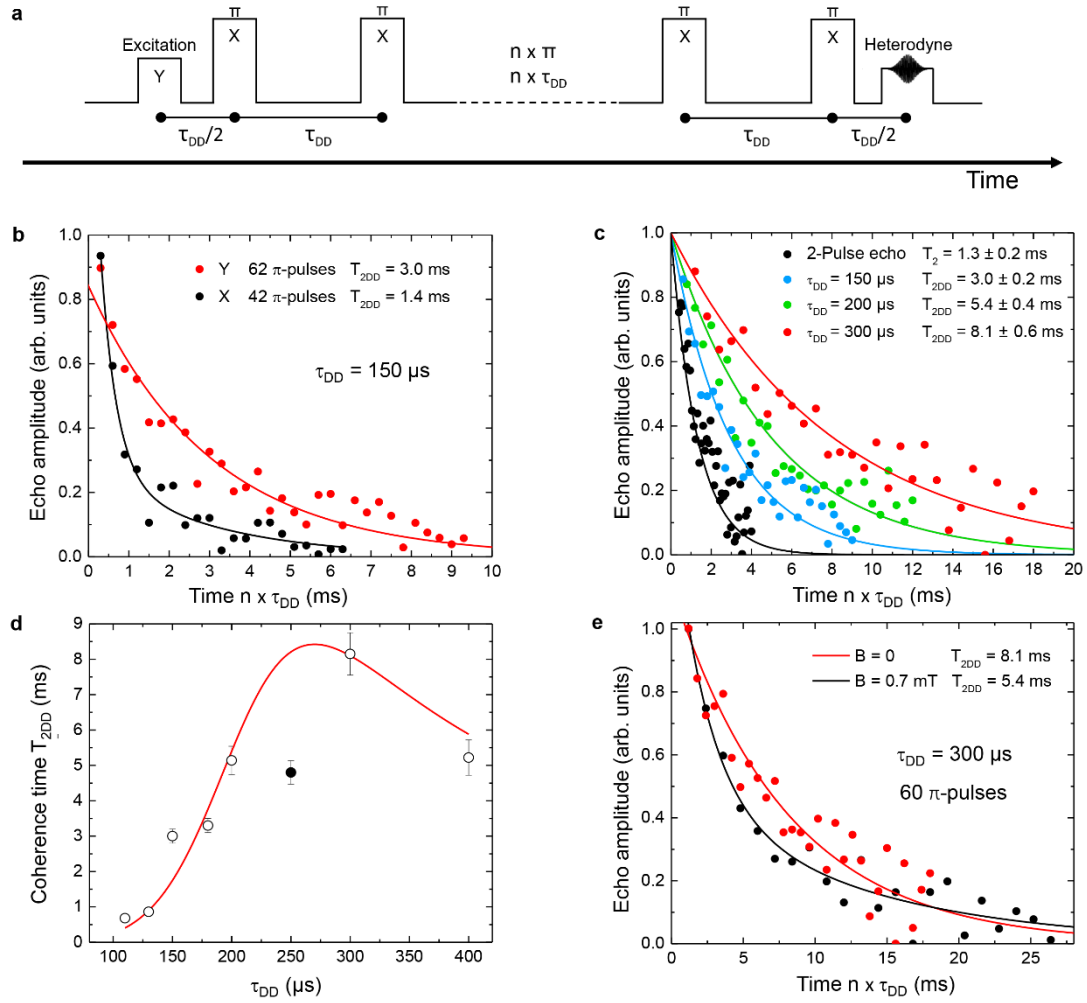 a
π
π
π
π
Excitation
X
X
n x π
X
X
Heterodyne
Y
n x τDD
τDD/2
τDD
τDD
τDD/2
Time
b
1.0
0.8
0.6
0.4
0.2
0.0
Echo amplitude (arb. units)
Y 62 π-pulses T2DD = 3.0 ms
X 42 π-pulses T2DD = 1.4 ms
τDD = 150 µs
0 1 2 3 4 5 6 7 8 9 10
Time n x τDD (ms)
c
1.0
0.8
0.6
0.4
0.2
0.0
Echo amplitude (arb. units)
2-Pulse echo T2 = 1.3 ± 0.2 ms
τDD = 150 µs T2DD = 3.0 ± 0.2 ms
τDD = 200 µs T2DD = 5.4 ± 0.4 ms
τDD = 300 µs T2DD = 8.1 ± 0.6 ms
0 2 4 6 8 10 12 14 16 18 20
Time n x τDD (ms)
d
9
8
7
6
5
4
3
2
1
0
Coherence time T2DD (ms)
100 150 200 250 300 350 400
τDD (µs)
e
1.0
0.8
0.6
0.4
0.2
0.0
Echo amplitude (arb. units)
B = 0 T2DD = 8.1 ms
B = 0.7 mT T2DD = 5.4 ms
τDD = 300 µs
60 π-pulses
0 5 10 15 20 25
Time n x τDD (ms)